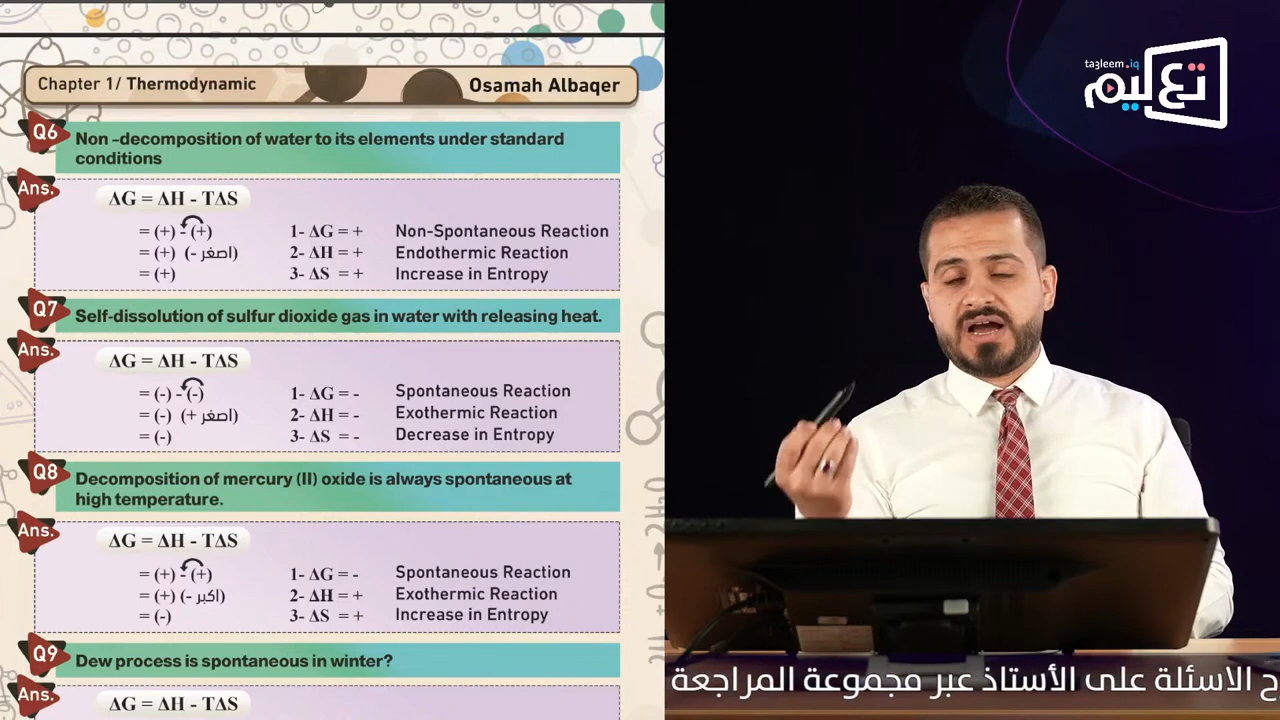 Chapter 1/ Thermodynamic
Osamah Albaqer
Q6
Non –decomposition of water to its elements under standard
conditions
Ans.
ΔG = ΔH - TΔS
= (+) - (+) 1- ΔG = + Non-Spontaneous Reaction
= (+) (- اصغر) 2- ΔH = + Endothermic Reaction
= (+) 3- ΔS = + Increase in Entropy
Q7
Self-dissolution of sulfur dioxide gas in water with releasing heat.
Ans.
ΔG = ΔH - TΔS
= (-) - (-) 1- ΔG = - Spontaneous Reaction
= (-) (+ اصغر) 2- ΔH = - Exothermic Reaction
= (-) 3- ΔS = - Decrease in Entropy
Q8
Decomposition of mercury (II) oxide is always spontaneous at
high temperature.
Ans.
ΔG = ΔH - TΔS
= (+) - (+) 1- ΔG = - Spontaneous Reaction
= (+) (- اكبر) 2- ΔH = + Exothermic Reaction
= (-) 3- ΔS = + Increase in Entropy
Q9
Dew process is spontaneous in winter?
Ans.
ΔG = ΔH - TΔS
ta3leem.iq
تعليم
ح الاسئلة على الأستاذ عبر مجموعة المراجعة